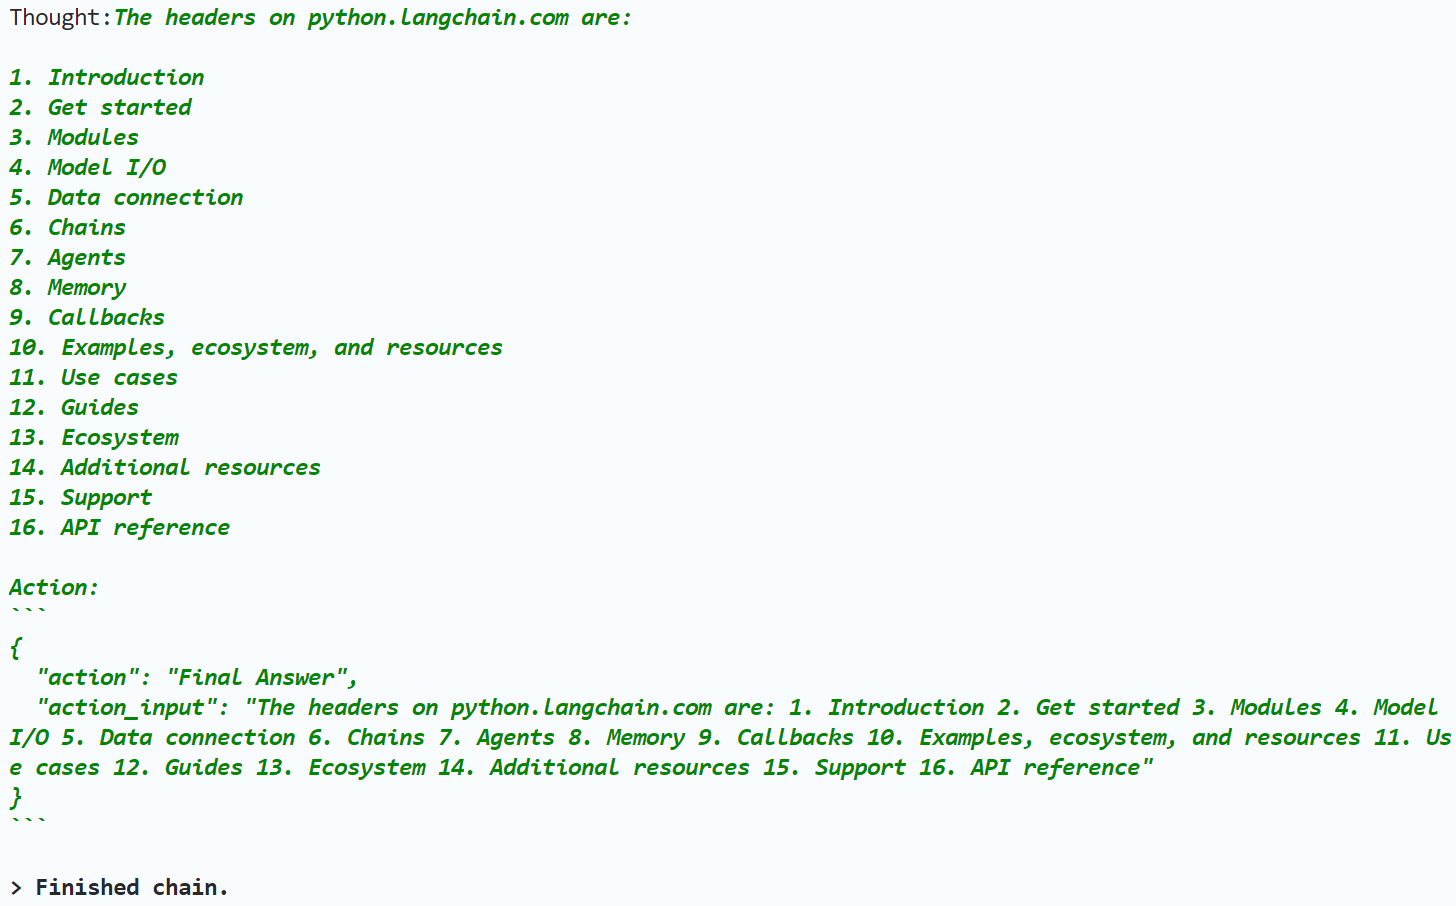 Thought:The headers on python.langchain.com are:

1. Introduction
2. Get started
3. Modules
4. Model I/O
5. Data connection
6. Chains
7. Agents
8. Memory
9. Callbacks
10. Examples, ecosystem, and resources
11. Use cases
12. Guides
13. Ecosystem
14. Additional resources
15. Support
16. API reference

Action:
```
{
  "action": "Final Answer",
  "action_input": "The headers on python.langchain.com are: 1. Introduction 2. Get started 3. Modules 4. Model
I/O 5. Data connection 6. Chains 7. Agents 8. Memory 9. Callbacks 10. Examples, ecosystem, and resources 11. Us
e cases 12. Guides 13. Ecosystem 14. Additional resources 15. Support 16. API reference"
}
```

> Finished chain.